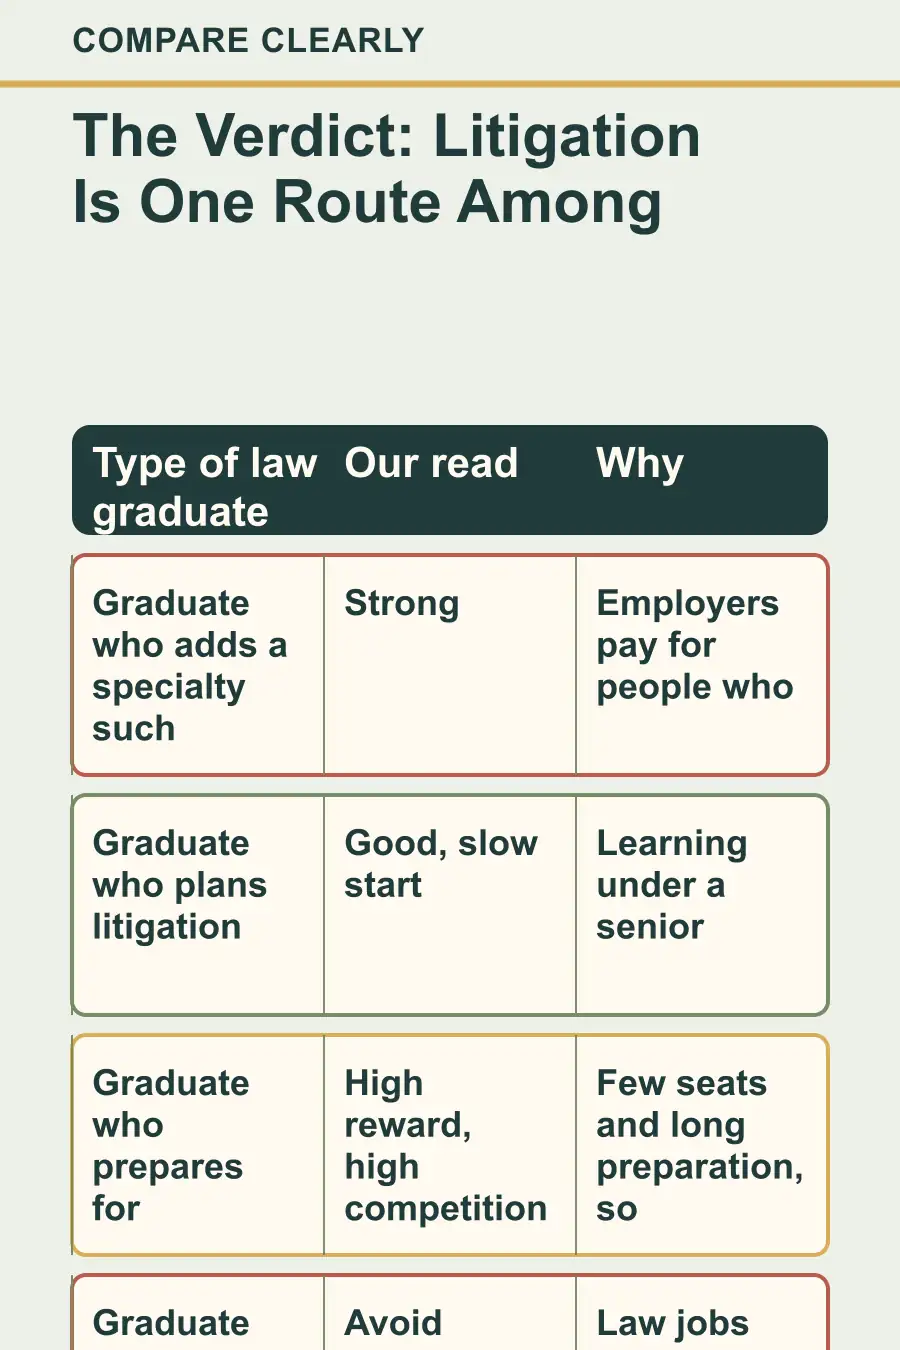 COMPARE CLEARLY
The Verdict: Litigation
Is One Route Among
Type of law
graduate
Our read
Why
Graduate
who adds a
specialty
such
Strong
Employers
pay for
people who
Graduate
who plans
litigation
Good, slow
start
Learning
under a
senior
Graduate
who
prepares
for
High
reward,
high
competition
Few seats
and long
preparation,
so
Graduate
Avoid
Law jobs